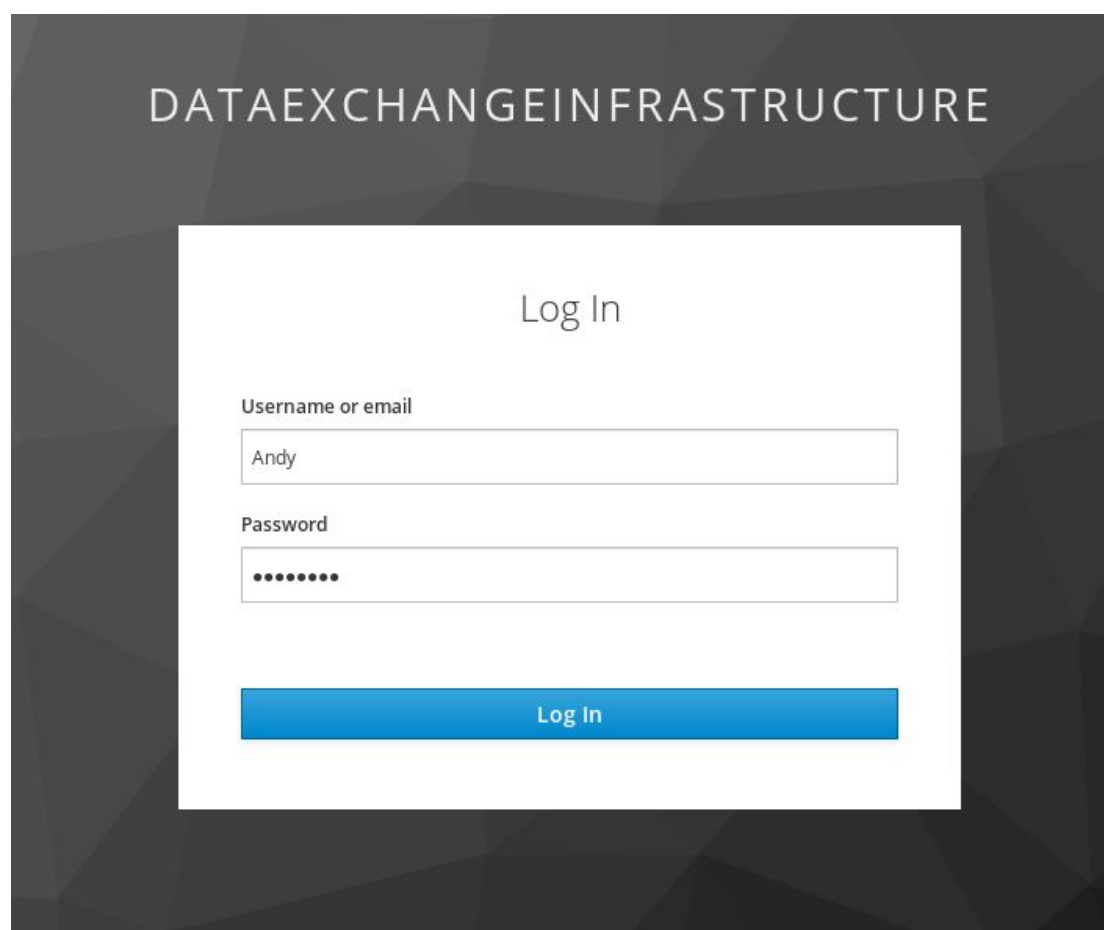 DATAEXCHANGEINFRASTRUCTURE
Log In
Username or email
Andy
Password
••••••••
Log In